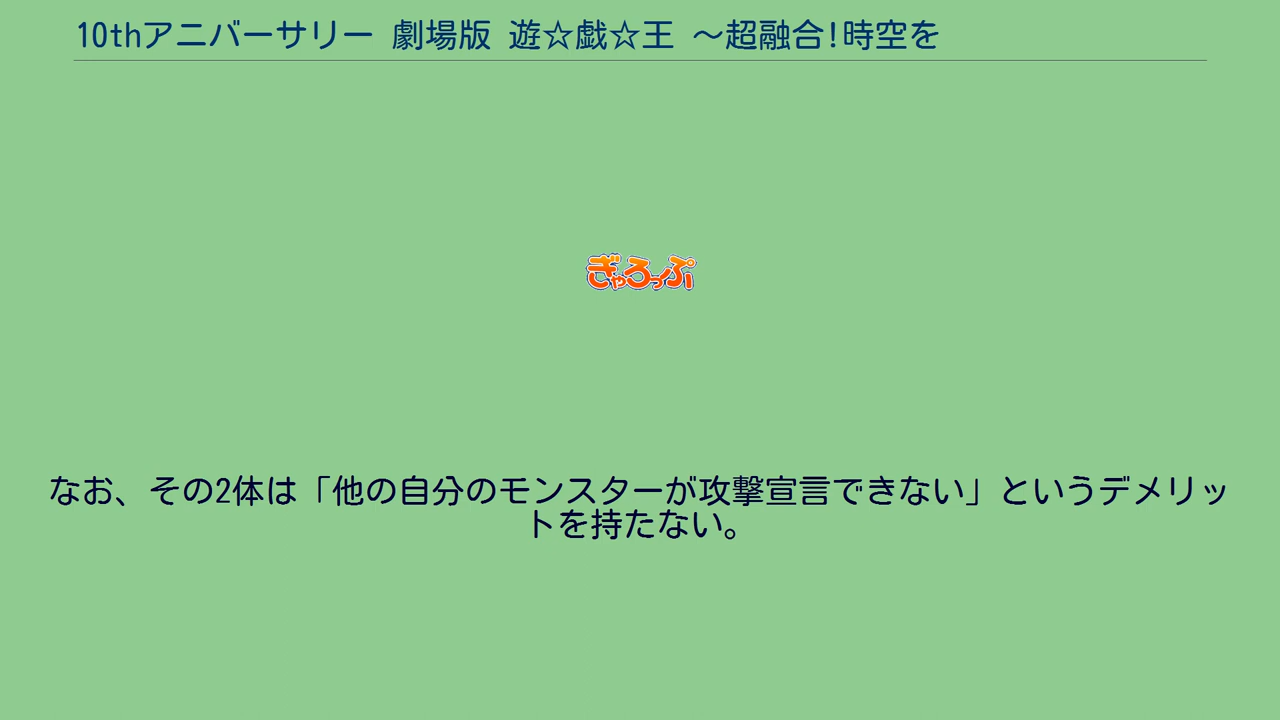 10thアニバーサリー 劇場版 遊☆戯☆王 ～超融合!時空を
ぎゃろっぷ
なお、その2体は「他の自分のモンスターが攻撃宣言できない」というデメリッ
トを持たない。